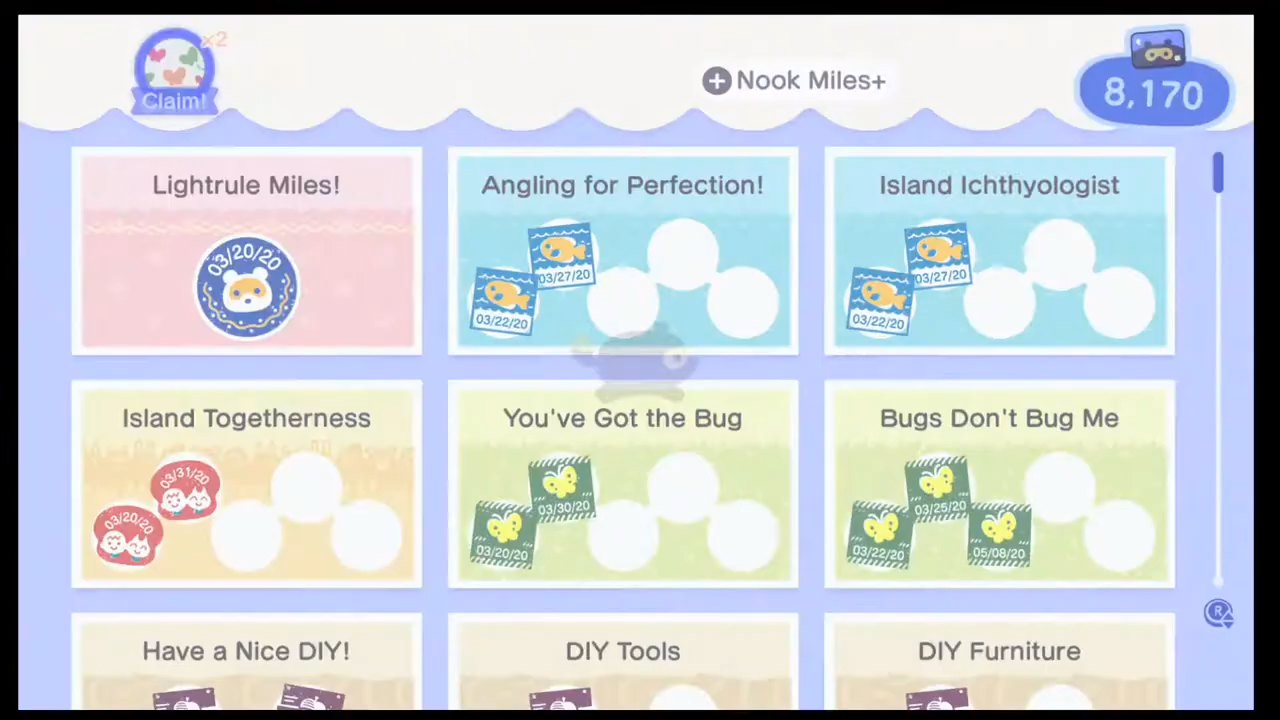 x2
Claim!
+ Nook Miles+
8,170
Lightrule Miles!
03/20/20
Angling for Perfection!
03/27/20
03/22/20
Island Ichthyologist
03/27/20
03/22/20
Island Togetherness
03/31/20
03/20/20
You've Got the Bug
03/30/20
03/20/20
Bugs Don't Bug Me
03/25/20
03/22/20
05/08/20
R
Have a Nice DIY!
DIY Tools
DIY Furniture